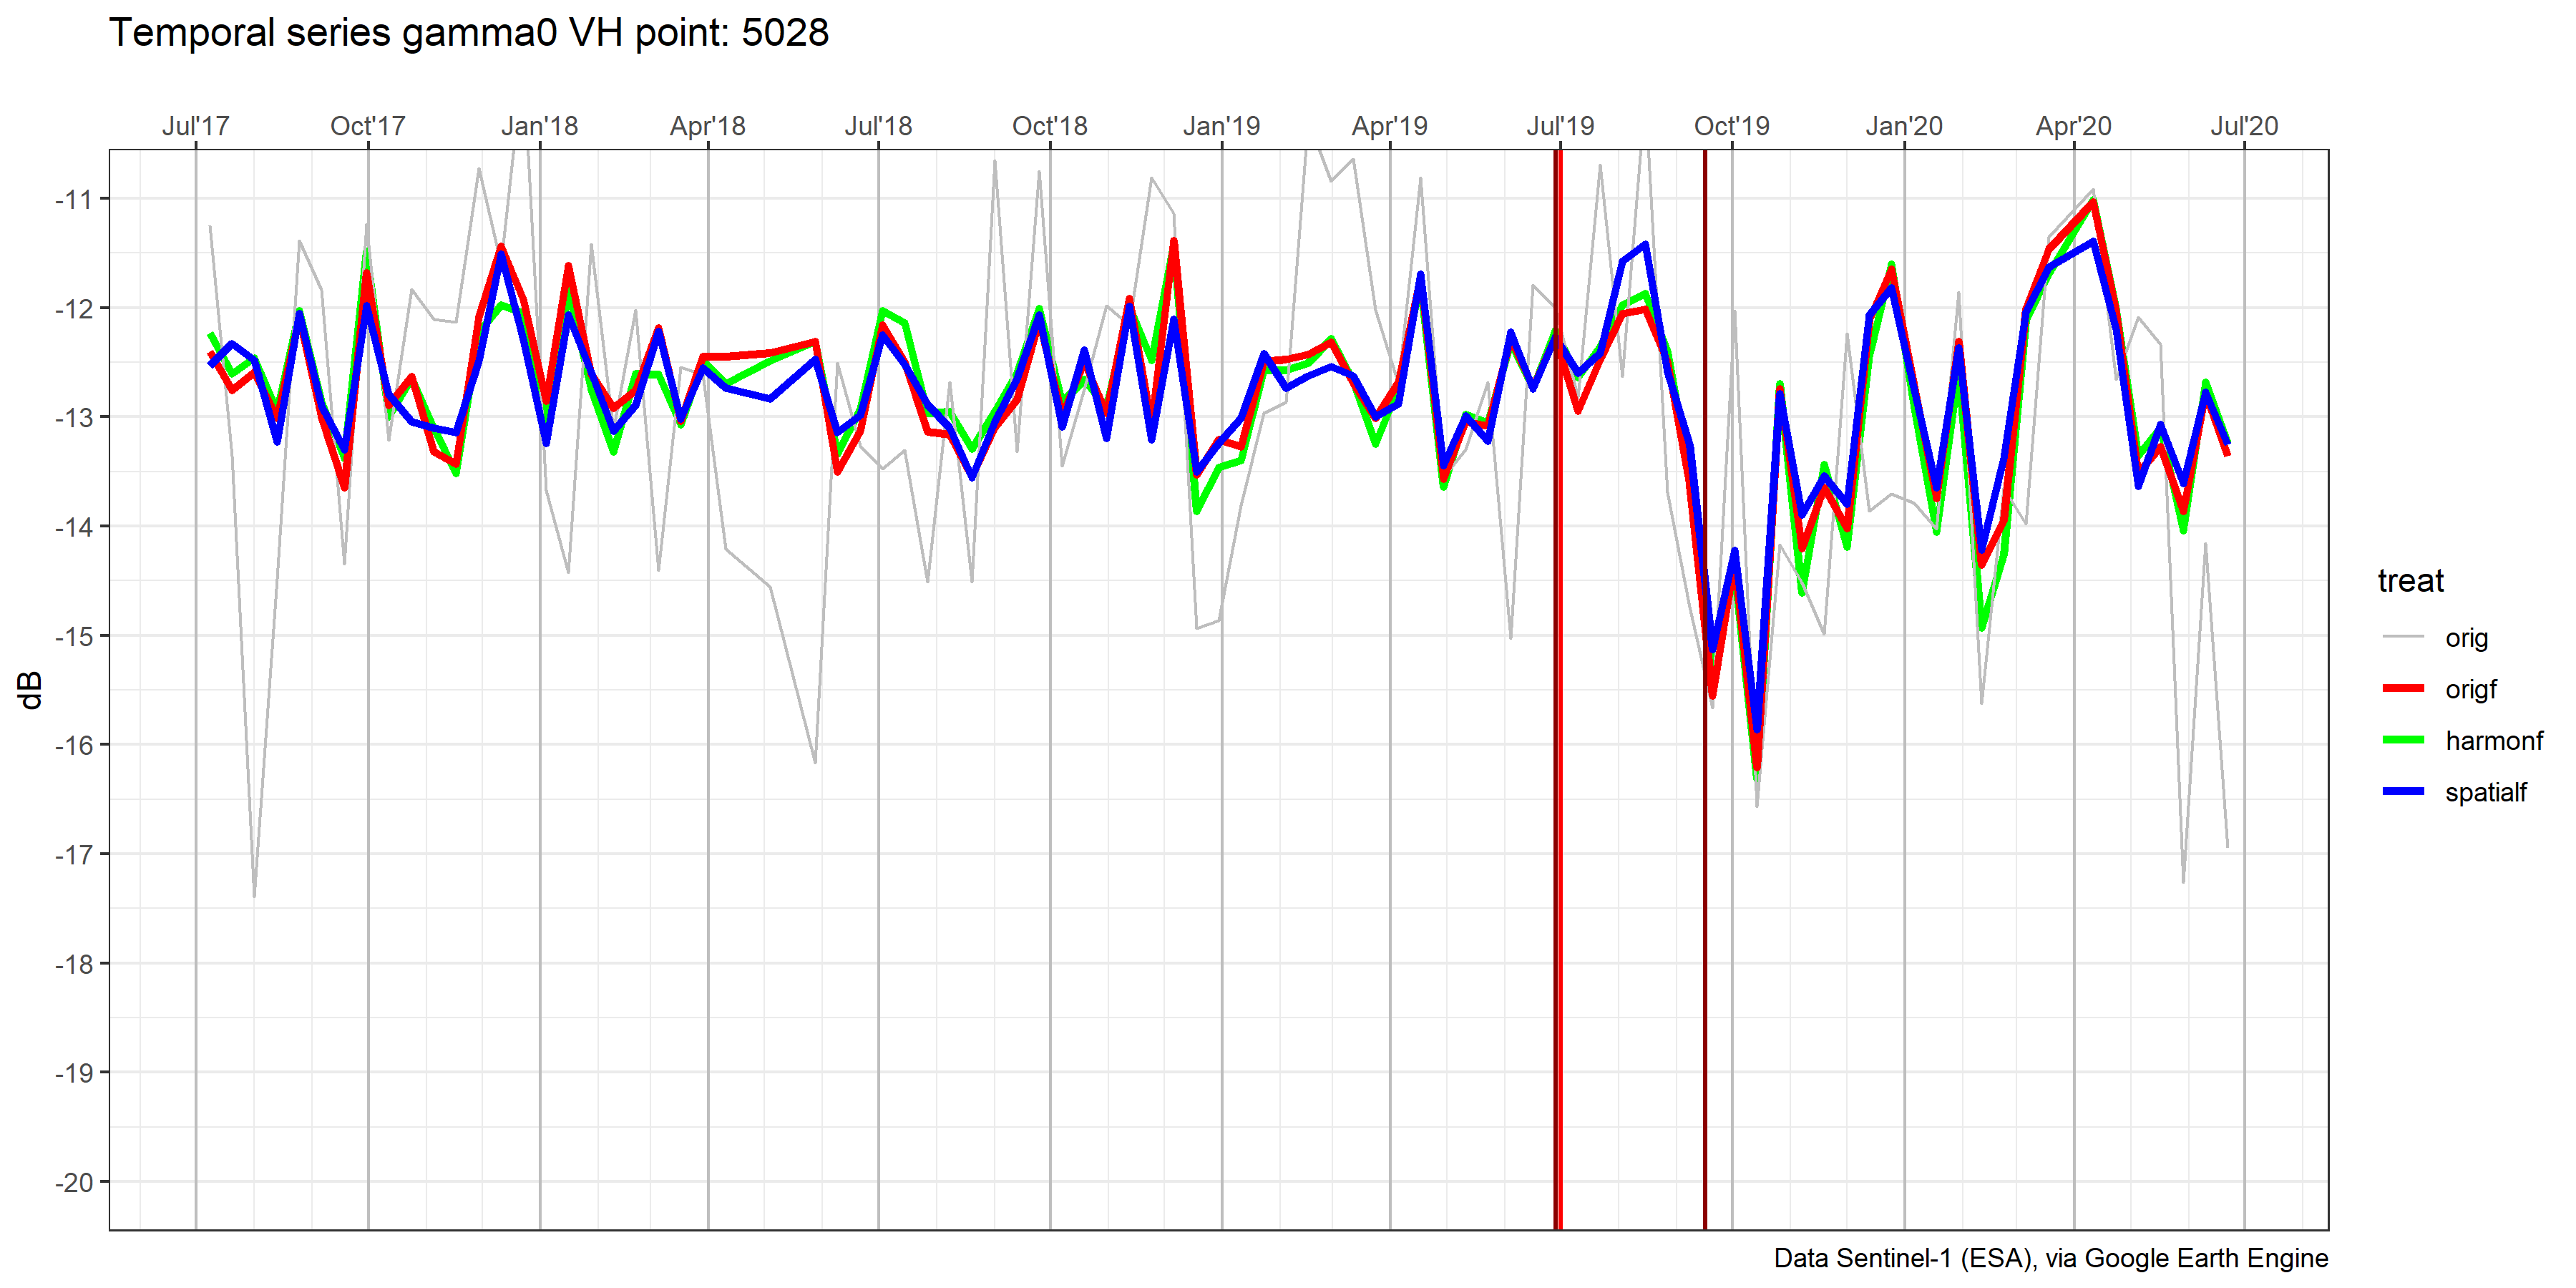 Temporal series gamma0 VH point: 5028
Jul'17 Oct'17 Jan'18 Apr'18 Jul'18 Oct'18 Jan'19 Apr'19 Jul'19 Oct'19 Jan'20 Apr'20 Jul'20
-11
-12
-13
-14
-15
-16
-17
-18
-19
-20
dB
treat
orig
origf
harmonf
spatialf
Data Sentinel-1 (ESA), via Google Earth Engine